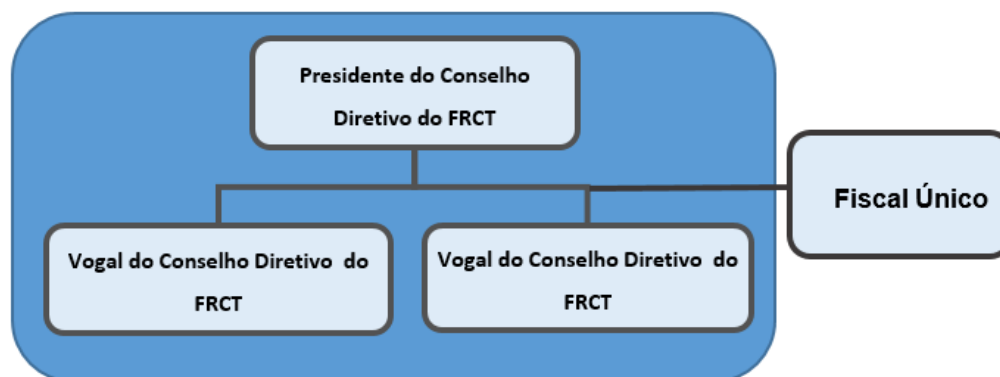 Presidente do Conselho
Diretivo do FRCT
Fiscal Único
Vogal do Conselho Diretivo do
FRCT
Vogal do Conselho Diretivo do
FRCT